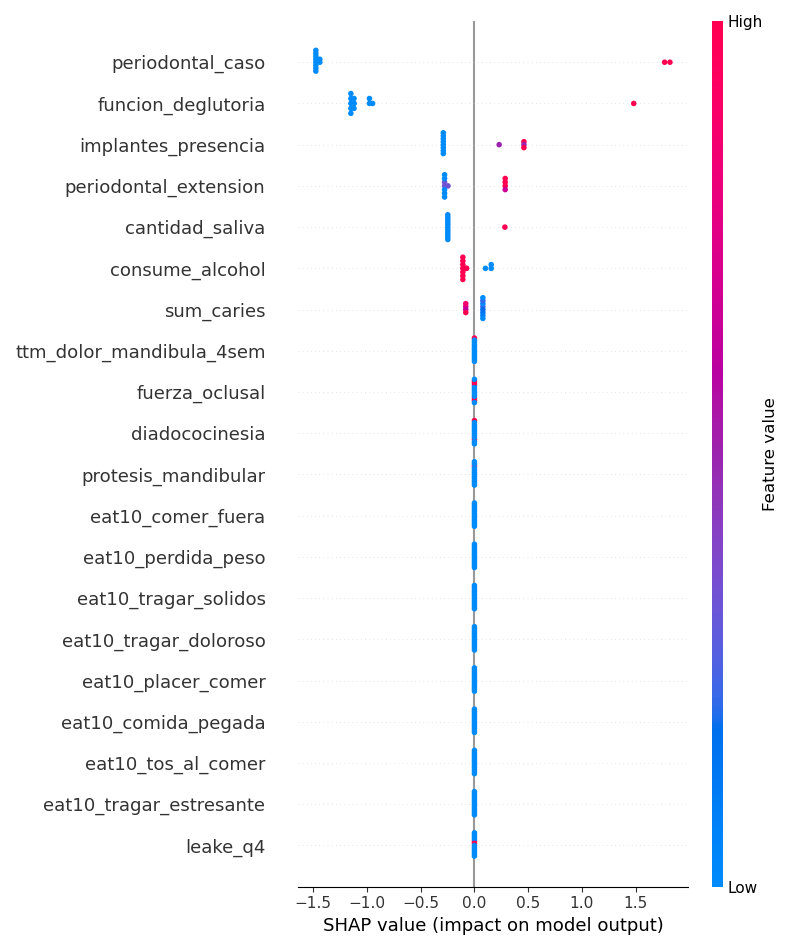 High
periodontal_caso
funcion_deglutoria
implantes_presencia
periodontal_extension
cantidad_saliva
consume_alcohol
sum_caries
ttm_dolor_mandibula_4sem
fuerza_oclusal
diadococinesia
protesis_mandibular
eat10_comer_fuera
eat10_perdida_peso
eat10_tragar_solidos
eat10_tragar_doloroso
eat10_placer_comer
eat10_comida_pegada
eat10_tos_al_comer
eat10_tragar_estresante
leake_q4
Feature value
Low
−1.5 −1.0 −0.5 0.0 0.5 1.0 1.5
SHAP value (impact on model output)